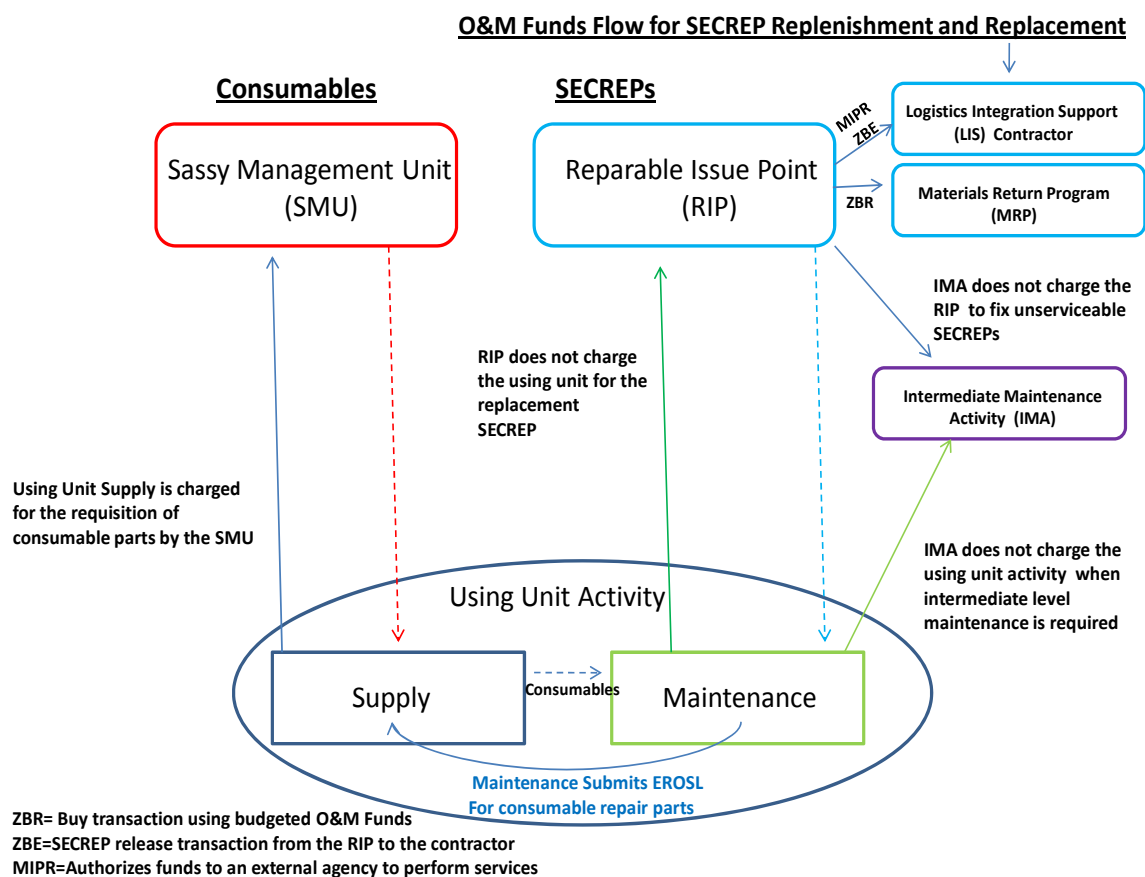 O&M Funds Flow for SECREP Replenishment and Replacement
Consumables
SECREPs
Sassy Management Unit
(SMU)
Reparable Issue Point
(RIP)
MIPR
ZBE
ZBR
Logistics Integration Support
(LIS) Contractor
Materials Return Program
(MRP)
IMA does not charge the
RIP to fix unserviceable
SECREPs
RIP does not charge
the using unit for the
replacement
SECREP
Intermediate Maintenance
Activity (IMA)
Using Unit Supply is charged
for the requisition of
consumable parts by the SMU
IMA does not charge the
using unit activity when
intermediate level
maintenance is required
Using Unit Activity
Supply
Consumables
Maintenance
Maintenance Submits EROSL
For consumable repair parts
ZBR= Buy transaction using budgeted O&M Funds
ZBE=SECREP release transaction from the RIP to the contractor
MIPR=Authorizes funds to an external agency to perform services